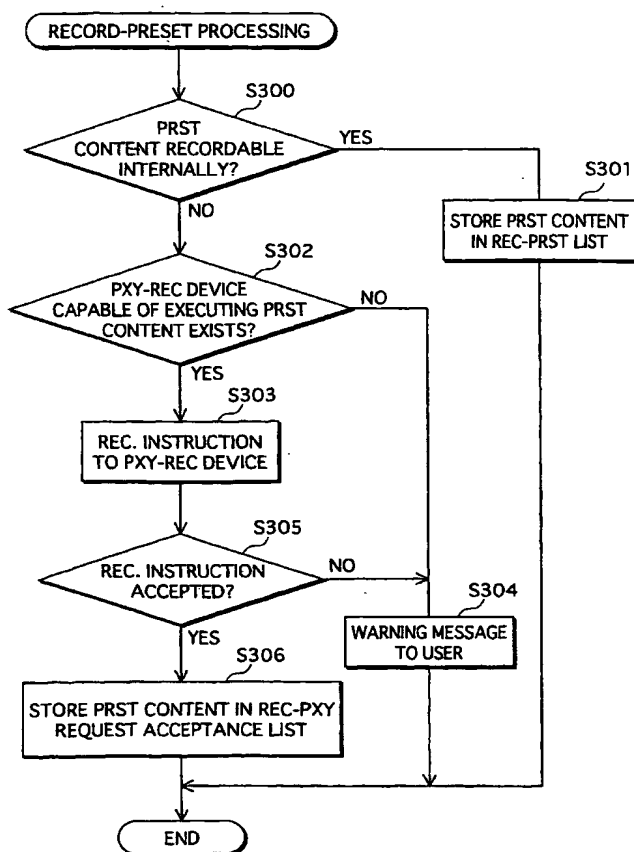 RECORD-PRESET PROCESSING
S300
PRST
CONTENT RECORDABLE
INTERNALLY?
YES
NO
S301
STORE PRST CONTENT
IN REC-PRST LIST
S302
PXY-REC DEVICE
CAPABLE OF EXECUTING PRST
CONTENT EXISTS?
NO
YES
S303
REC. INSTRUCTION
TO PXY-REC DEVICE
S305
REC. INSTRUCTION
ACCEPTED?
NO
YES
S304
WARNING MESSAGE
TO USER
S306
STORE PRST CONTENT IN REC-PXY
REQUEST ACCEPTANCE LIST
END